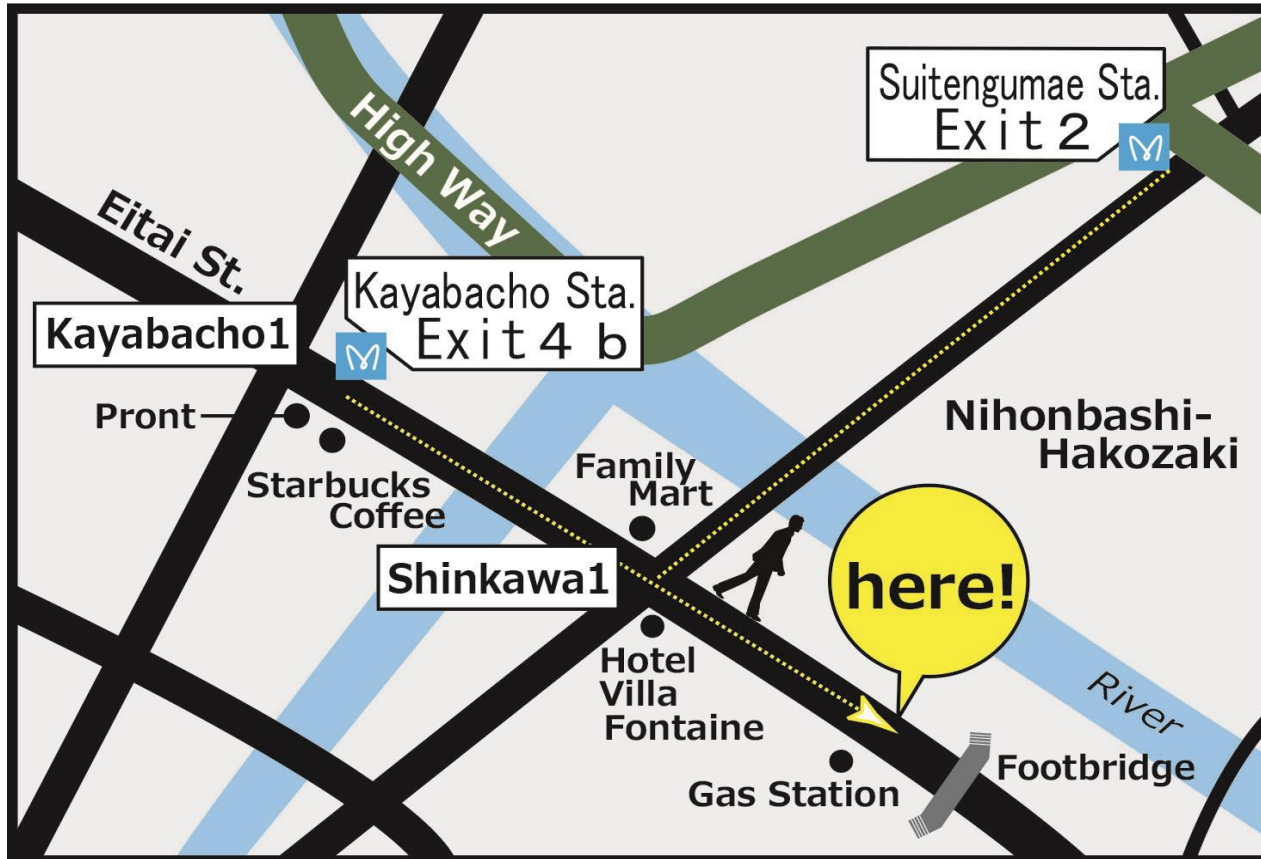 Suitengumae Sta.
Exit 2
High Way
Eitai St.
Kayabacho Sta.
Exit 4 b
Kayabacho1
Pront
Starbucks
Coffee
Family
Mart
Nihonbashi-
Hakozaki
Shinkawa1
here!
Hotel
Villa
Fontaine
River
Footbridge
Gas Station